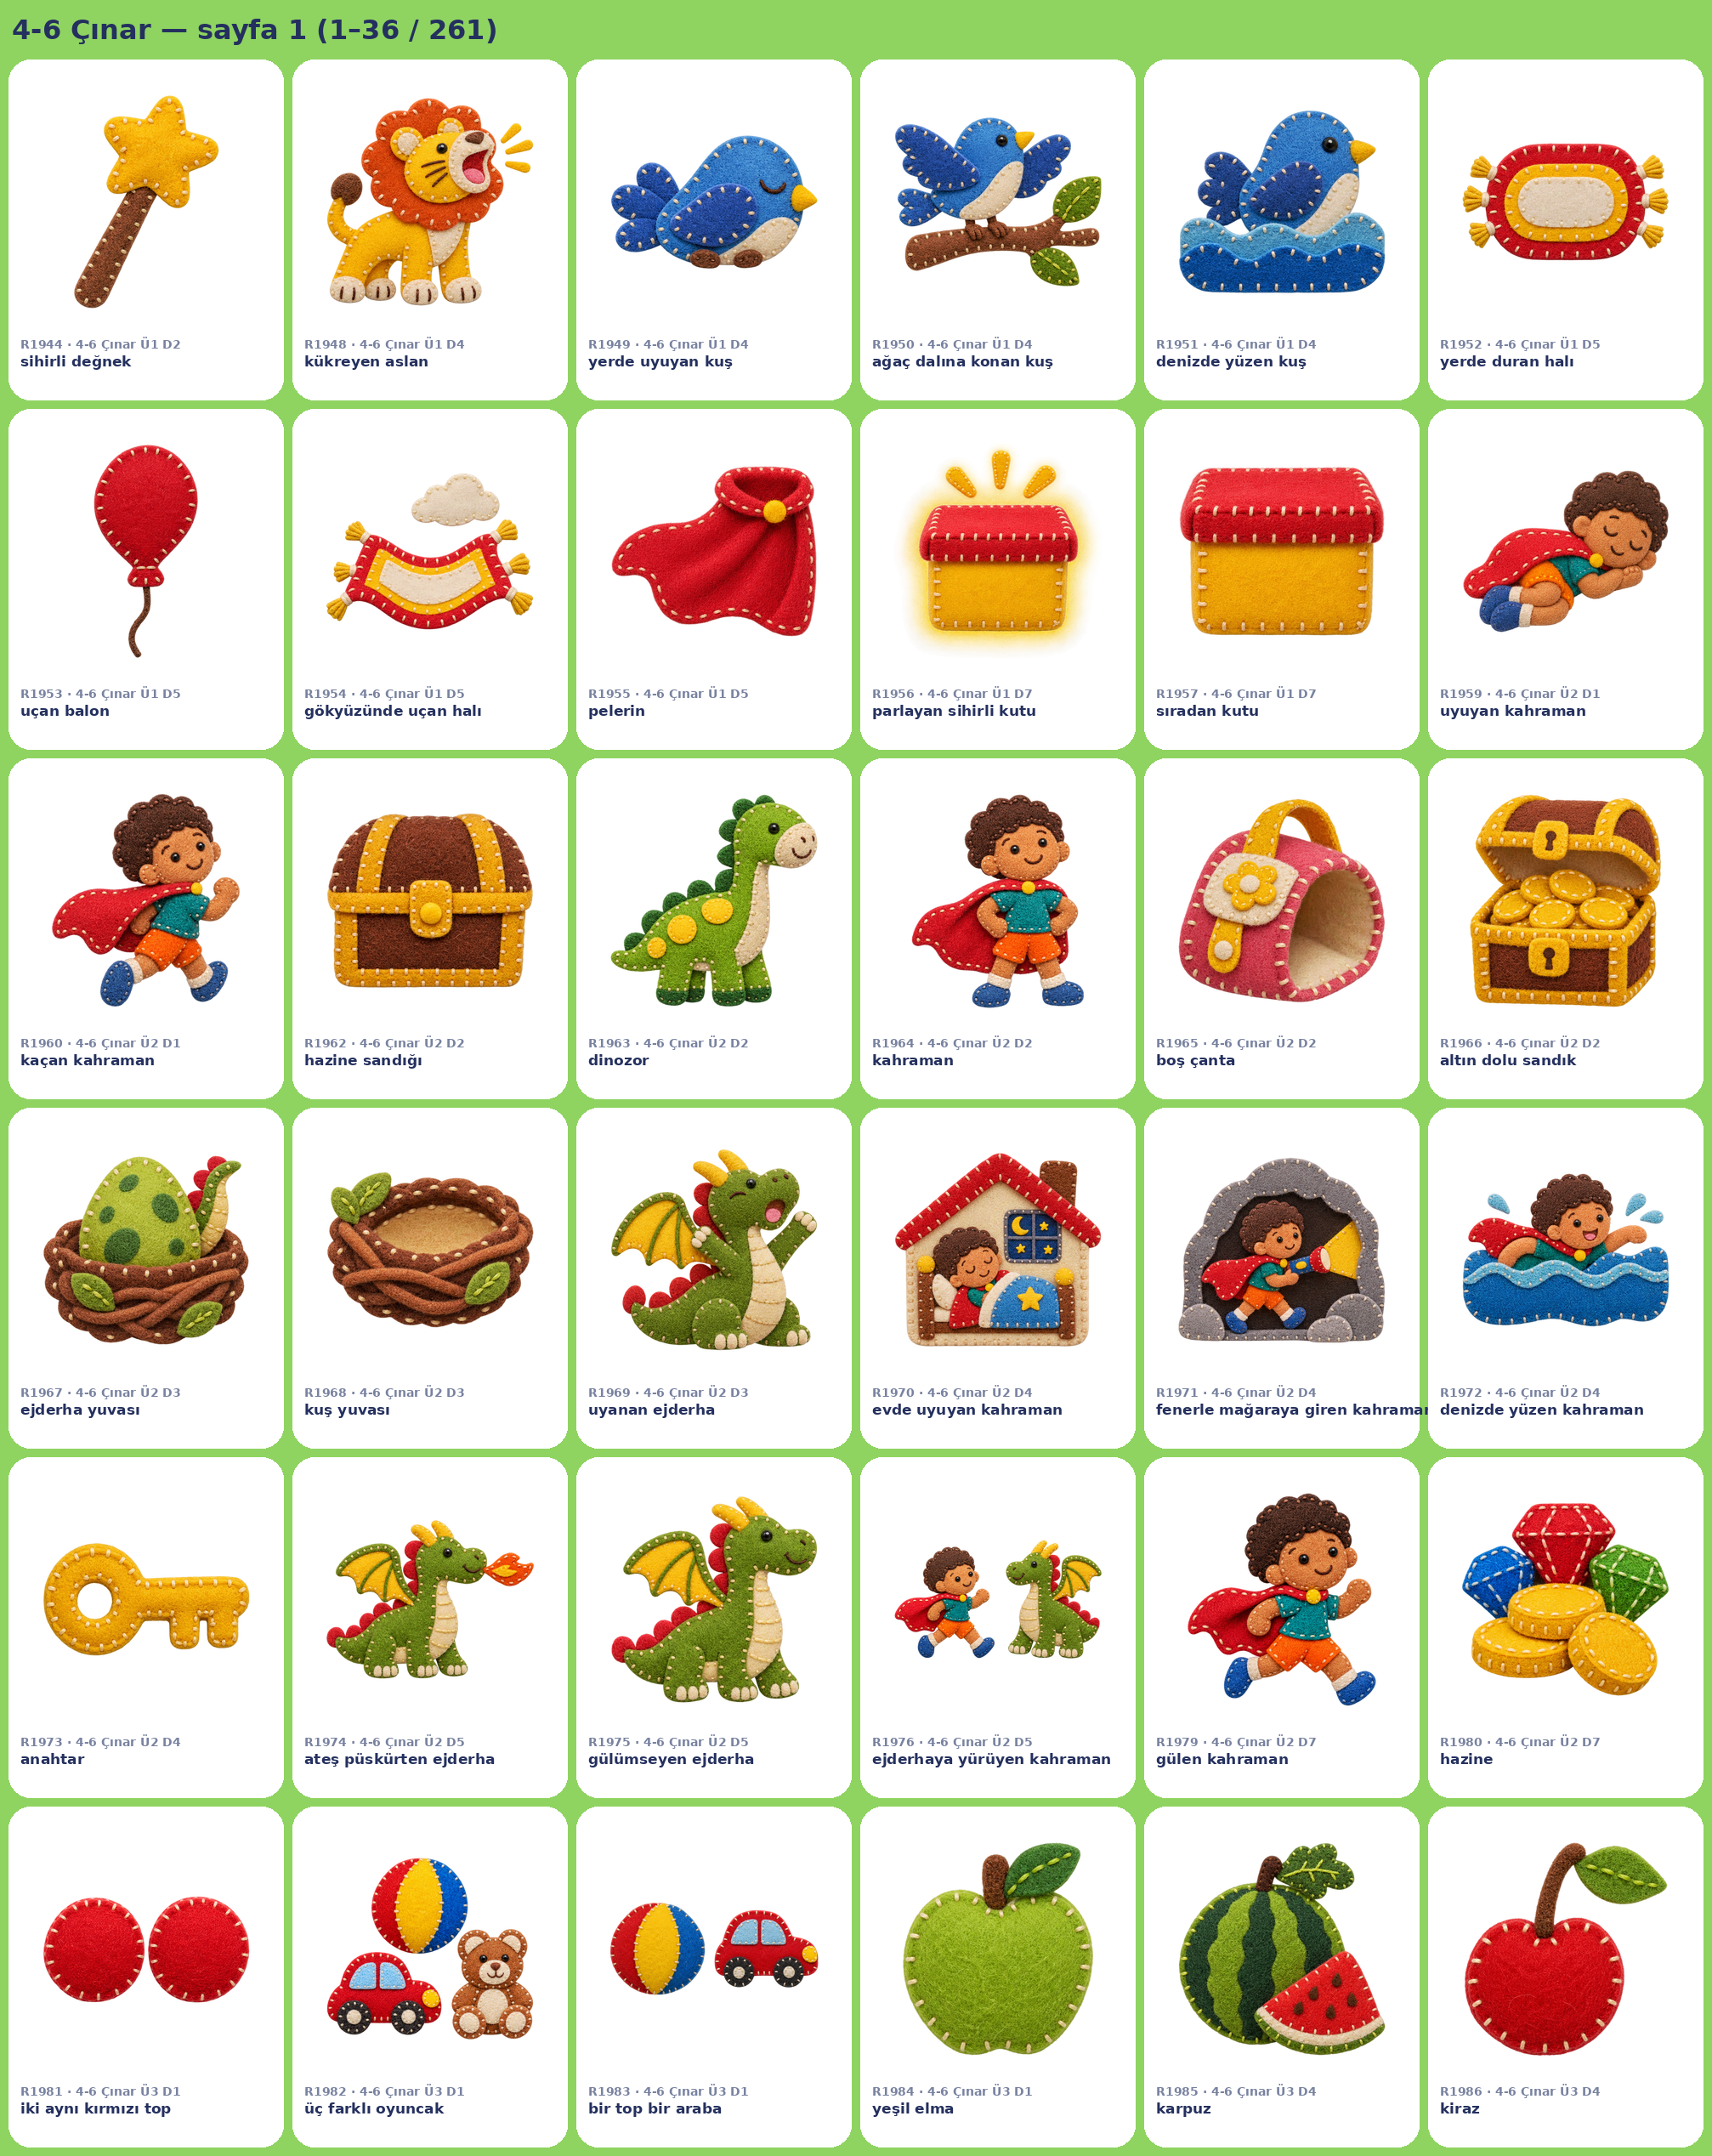 4-6 Çınar — sayfa 1 (1–36 / 261)
R1944 · 4-6 Çınar Ü1 D2
sihirli değnek
R1948 · 4-6 Çınar Ü1 D4
kükreyen aslan
R1949 · 4-6 Çınar Ü1 D4
yerde uyuyan kuş
R1950 · 4-6 Çınar Ü1 D4
ağaç dalına konan kuş
R1951 · 4-6 Çınar Ü1 D4
denizde yüzen kuş
R1952 · 4-6 Çınar Ü1 D5
yerde duran halı
R1953 · 4-6 Çınar Ü1 D5
uçan balon
R1954 · 4-6 Çınar Ü1 D5
gökyüzünde uçan halı
R1955 · 4-6 Çınar Ü1 D5
pelerin
R1956 · 4-6 Çınar Ü1 D7
parlayan sihirli kutu
R1957 · 4-6 Çınar Ü1 D7
sıradan kutu
R1959 · 4-6 Çınar Ü2 D1
uyuyan kahraman
R1960 · 4-6 Çınar Ü2 D1
kaçan kahraman
R1962 · 4-6 Çınar Ü2 D2
hazine sandığı
R1963 · 4-6 Çınar Ü2 D2
dinozor
R1964 · 4-6 Çınar Ü2 D2
kahraman
R1965 · 4-6 Çınar Ü2 D2
boş çanta
R1966 · 4-6 Çınar Ü2 D2
altın dolu sandık
R1967 · 4-6 Çınar Ü2 D3
ejderha yuvası
R1968 · 4-6 Çınar Ü2 D3
kuş yuvası
R1969 · 4-6 Çınar Ü2 D3
uyanan ejderha
R1970 · 4-6 Çınar Ü2 D4
evde uyuyan kahraman
R1971 · 4-6 Çınar Ü2 D4
fenerle mağaraya giren kahraman
R1972 · 4-6 Çınar Ü2 D4
denizde yüzen kahraman
R1973 · 4-6 Çınar Ü2 D4
anahtar
R1974 · 4-6 Çınar Ü2 D5
ateş püskürten ejderha
R1975 · 4-6 Çınar Ü2 D5
gülümseyen ejderha
R1976 · 4-6 Çınar Ü2 D5
ejderhaya yürüyen kahraman
R1979 · 4-6 Çınar Ü2 D7
gülen kahraman
R1980 · 4-6 Çınar Ü2 D7
hazine
R1981 · 4-6 Çınar Ü3 D1
iki aynı kırmızı top
R1982 · 4-6 Çınar Ü3 D1
üç farklı oyuncak
R1983 · 4-6 Çınar Ü3 D1
bir top bir araba
R1984 · 4-6 Çınar Ü3 D1
yeşil elma
R1985 · 4-6 Çınar Ü3 D4
karpuz
R1986 · 4-6 Çınar Ü3 D4
kiraz